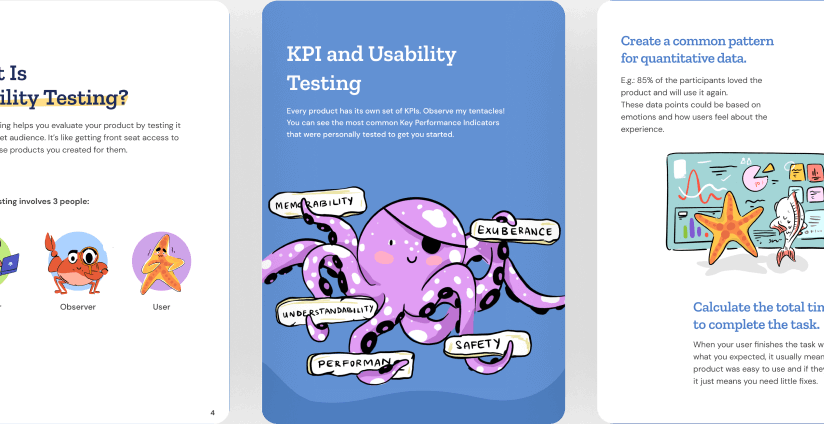 t Is
ility Testing?
ing helps you evaluate your product by testing it
et audience. It's like getting front seat access to
se products you created for them.
sting involves 3 people:
r
Observer
User
4
KPI and Usability
Testing
Every product has its own set of KPIs. Observe my tentacles!
You can see the most common Key Performance Indicators
that were personally tested to get you started.
MEMORABILITY
EXUBERANCE
UNDERSTANDABILITY
SAFETY
PERFORMAN
Create a common pattern
for quantitative data.
E.g.: 85% of the participants loved the
product and will use it again.
These data points could be based on
emotions and how users feel about the
experience.
Calculate the total tim
to complete the task.
When your user finishes the task w
what you expected, it usually mean
product was easy to use and if they
it just means you need little fixes.